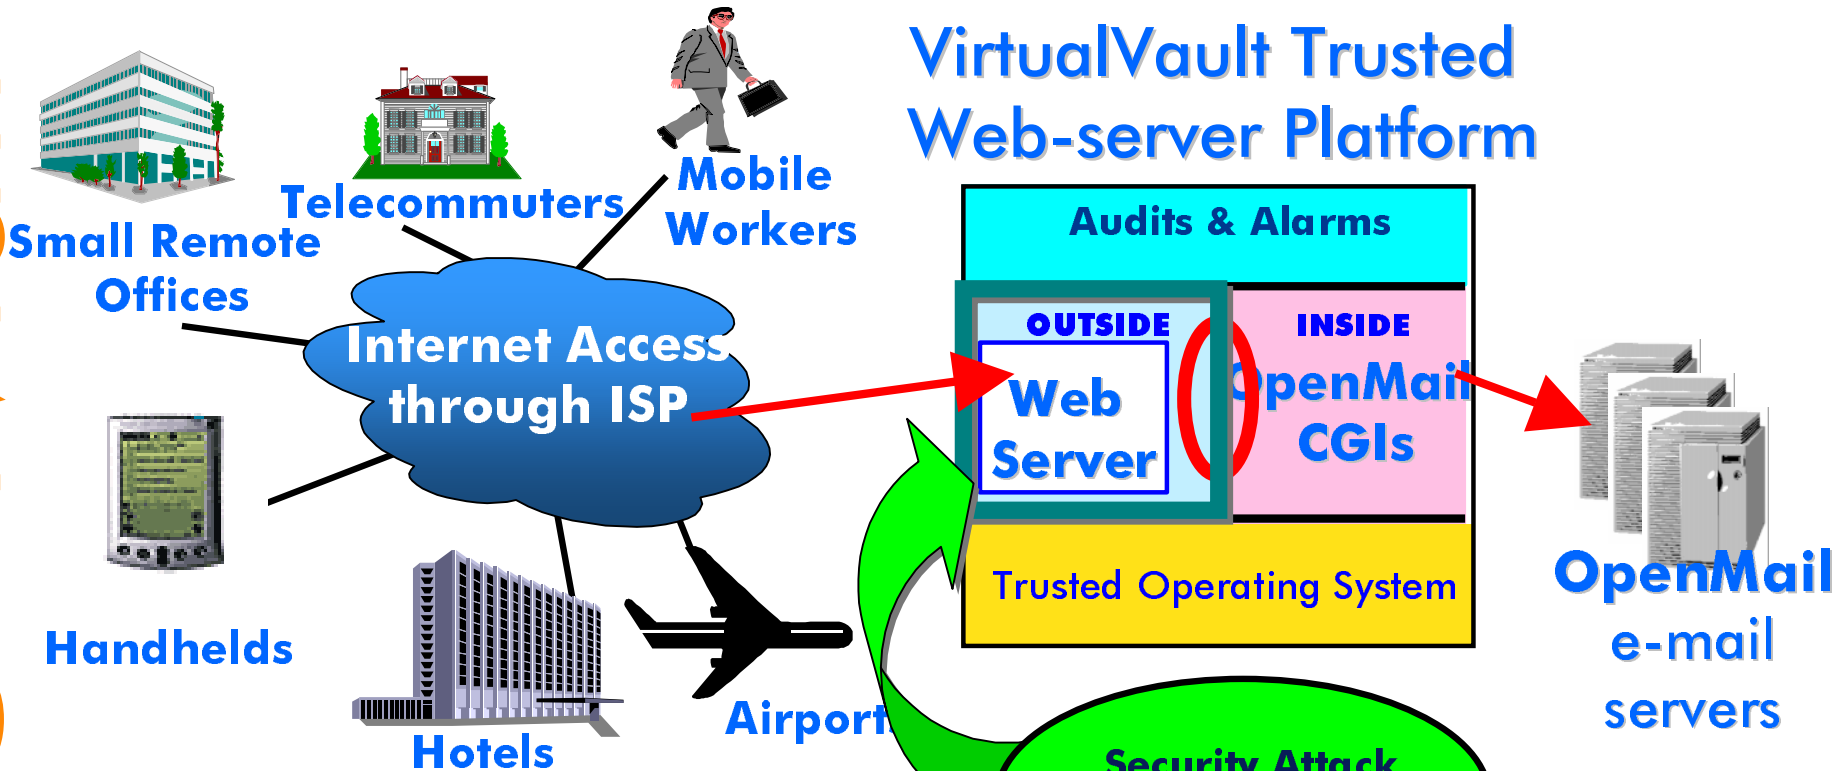 VirtualVault Trusted
Web-server Platform
Mobile
Workers
Telecommuters
Small Remote
Offices
Internet Access
through ISP
Handhelds
Hotels
Airport
Audits & Alarms
OUTSIDE
Web
Server
INSIDE
OpenMail
CGIs
Trusted Operating System
OpenMail
e-mail
servers
Security Attack